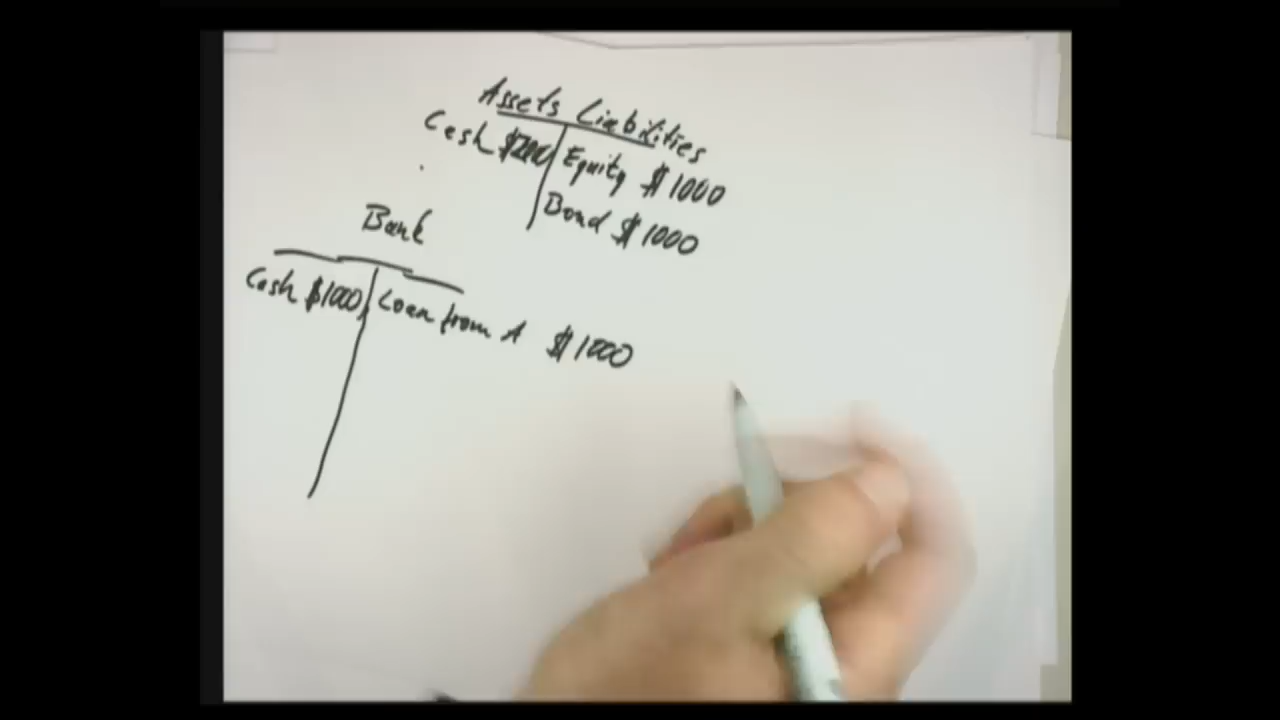 Assets Liabilities
Cash $2000 Equity $1000
Bond $1000
Bank
Cash $1000 Loan from A $1000